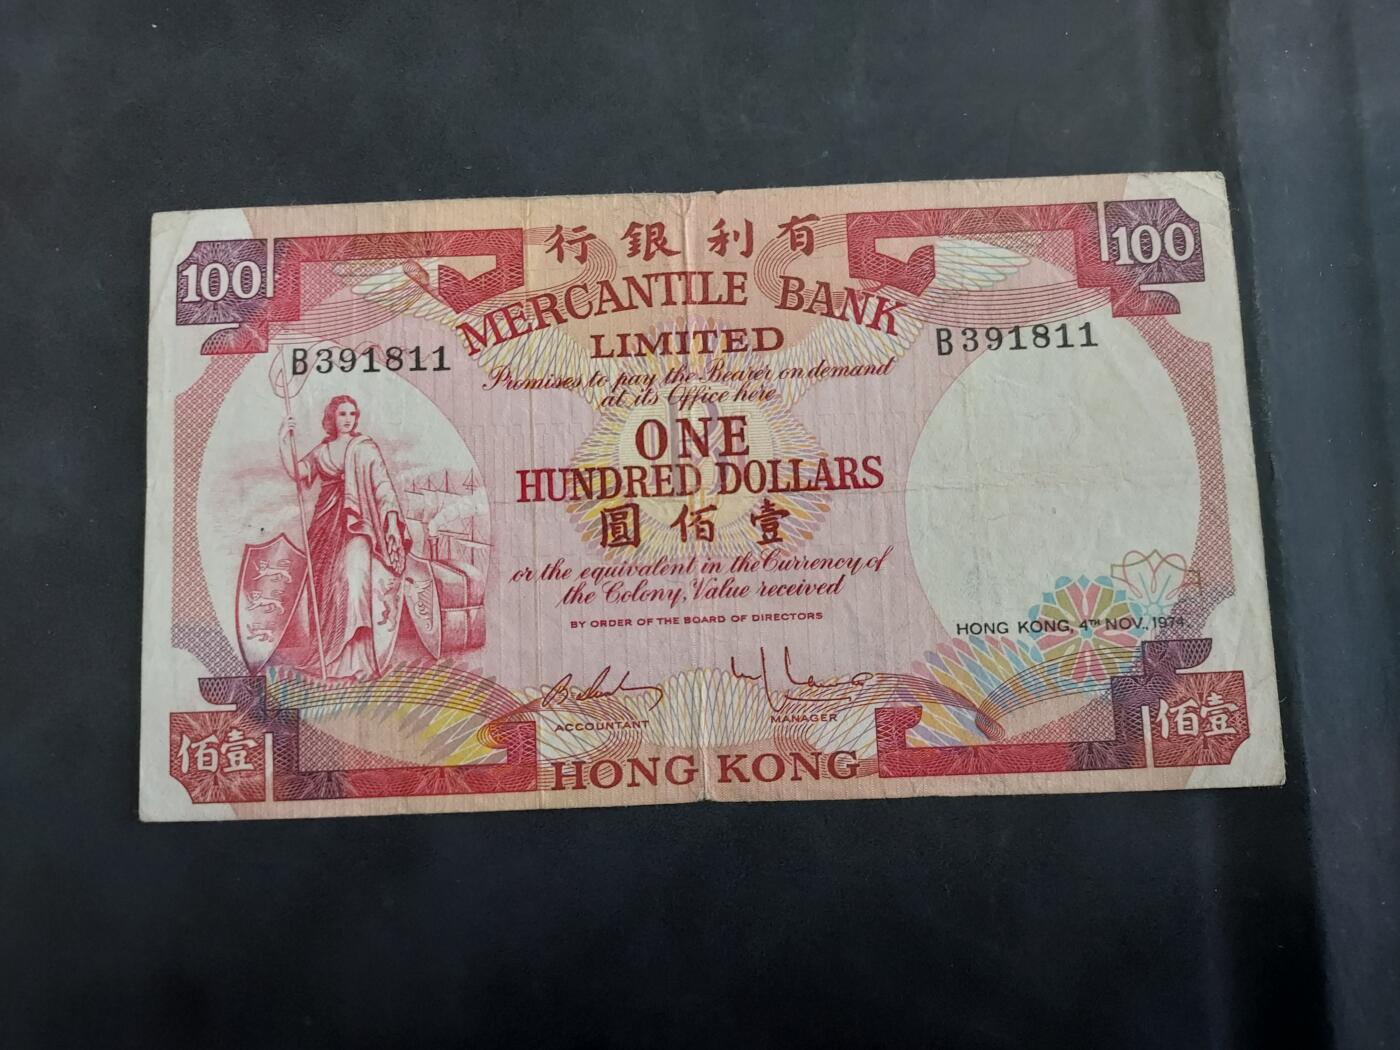 100
行銀利有
100
MERCANTILE BANK
LIMITED
B391811
B391811
Promises to pay the Bearer on demand
at its Office here
ONE
HUNDRED DOLLARS
圓佰壹
or the equivalent in the Currency of
the Colony, Value received
BY ORDER OF THE BOARD OF DIRECTORS
HONG KONG, 4TH NOV., 1974.
ACCOUNTANT
MANAGER
佰壹
HONG KONG
佰壹